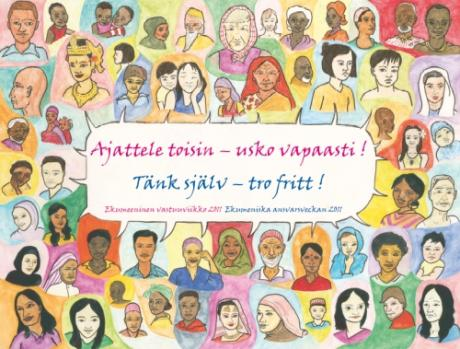 Ajattele toisin – usko vapaasti !
Tänk själv – tro fritt !
Ekumeeninen vastuuviikko 2011 Ekumeniska ansvarsveckan 2011